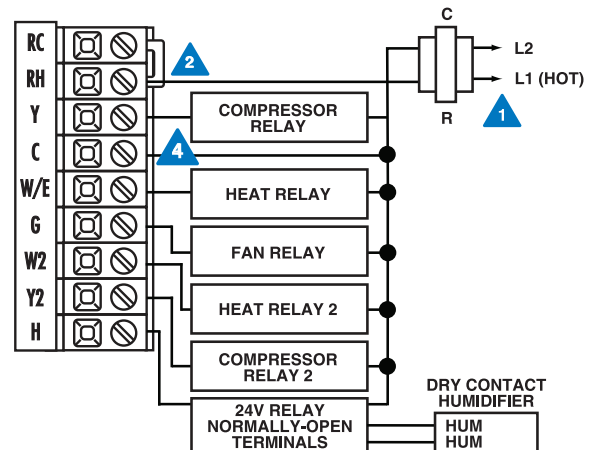 C
RC
L2
2
RH
L1 (HOT)
Y
COMPRESSOR
RELAY
R
1
C
4
W/E
HEAT RELAY
G
FAN RELAY
W2
HEAT RELAY 2
Y2
COMPRESSOR
RELAY 2
H
24V RELAY
NORMALLY-OPEN
TERMINALS
DRY CONTACT
HUMIDIFIER
HUM
HUM